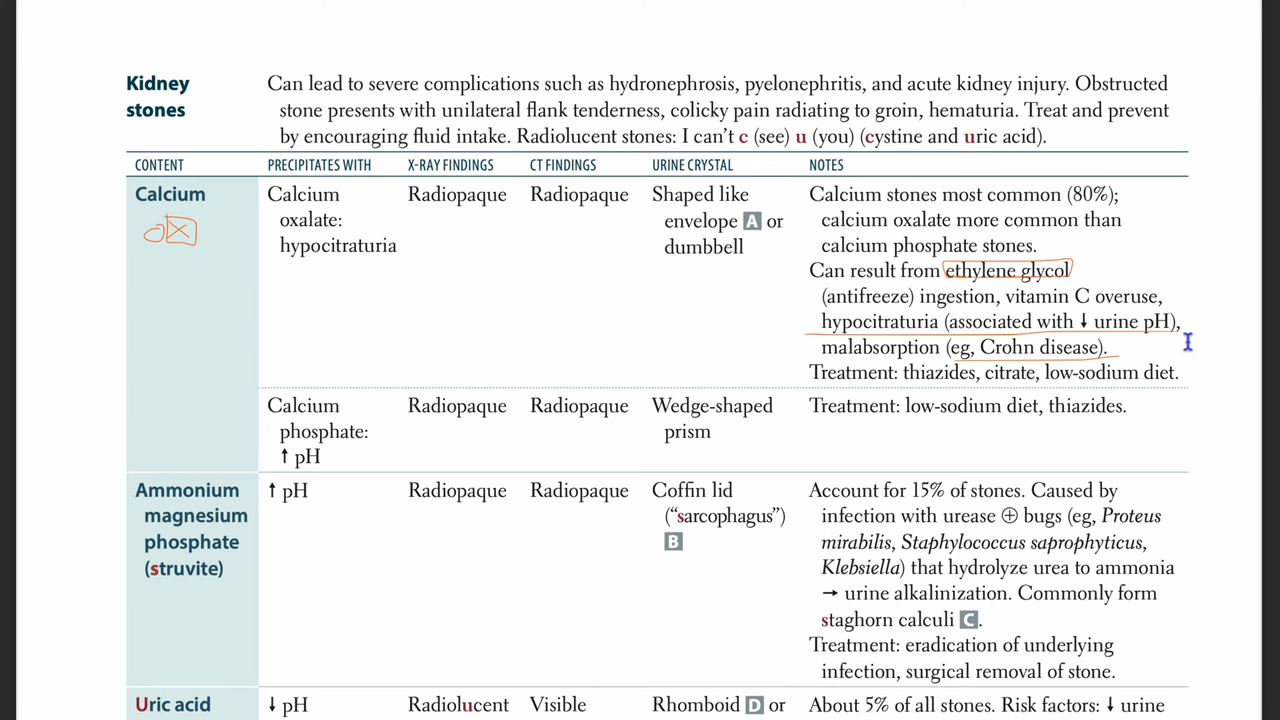 Kidney stones
Can lead to severe complications such as hydronephrosis, pyelonephritis, and acute kidney injury. Obstructed
stone presents with unilateral flank tenderness, colicky pain radiating to groin, hematuria. Treat and prevent
by encouraging fluid intake. Radiolucent stones: I can't c (see) u (you) (cystine and uric acid).
CONTENT PRECIPITATES WITH X-RAY FINDINGS CT FINDINGS URINE CRYSTAL NOTES
Calcium
Calcium
oxalate:
hypocitraturia
Radiopaque
Radiopaque
Shaped like
envelope A or
dumbbell
Calcium stones most common (80%);
calcium oxalate more common than
calcium phosphate stones.
Can result from ethylene glycol
(antifreeze) ingestion, vitamin C overuse,
hypocitraturia (associated with ↓ urine pH),
malabsorption (eg, Crohn disease).
Treatment: thiazides, citrate, low-sodium diet.
Calcium
phosphate:
↑ pH
Radiopaque
Radiopaque
Wedge-shaped
prism
Treatment: low-sodium diet, thiazides.
Ammonium
magnesium
phosphate
(struvite)
↑ pH
Radiopaque
Radiopaque
Coffin lid
(“sarcophagus”)
B
Account for 15% of stones. Caused by
infection with urease ⊕ bugs (eg, Proteus
mirabilis, Staphylococcus saprophyticus,
Klebsiella) that hydrolyze urea to ammonia
→ urine alkalinization. Commonly form
staghorn calculi C.
Treatment: eradication of underlying
infection, surgical removal of stone.
Uric acid
↓ pH
Radiolucent
Visible
Rhomboid D or
About 5% of all stones. Risk factors: ↓ urine